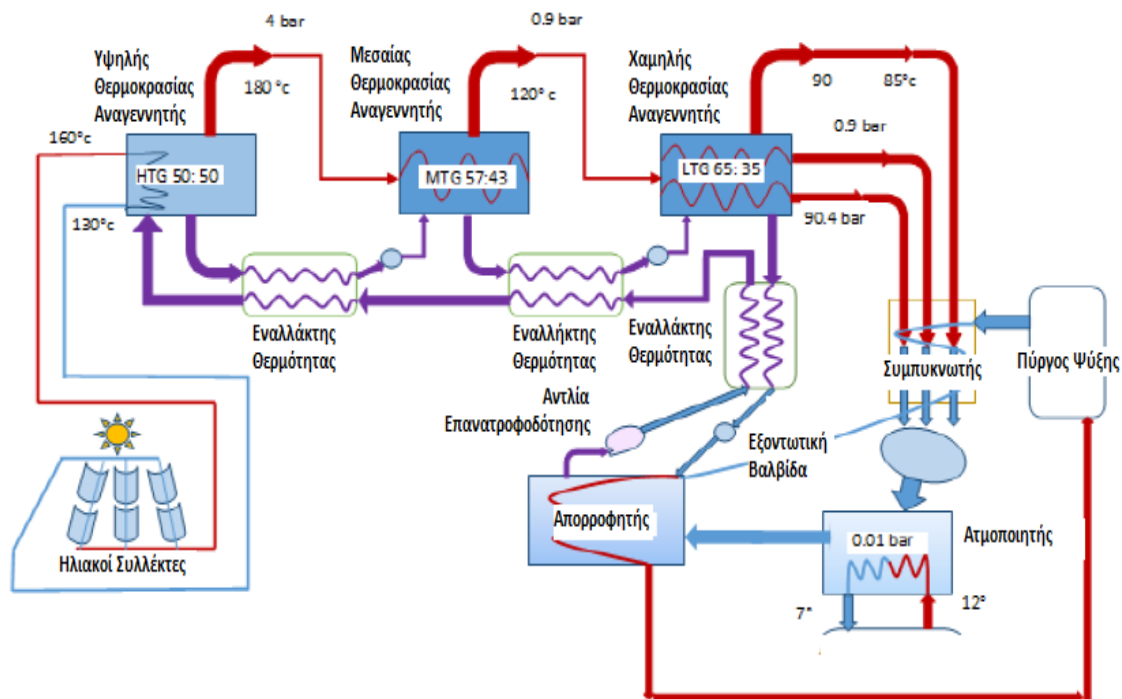 4 bar
0.9 bar
Υψηλής
Θερμοκρασίας
Αναγεννητής
180 °c
Μεσαίας
Θερμοκρασίας
Αναγεννητής
120° c
Χαμηλής
Θερμοκρασίας
Αναγεννητής
90
85°c
0.9 bar
160°c
HTG 50: 50
MTG 57:43
LTG 65: 35
130°c
90.4 bar
Εναλλάκτης
Θερμότητας
Εναλλήκτης
Θερμότητας
Εναλλάκτης
Θερμότητας
Συμπυκνωτής
Πύργος Ψύξης
Αντλία
Επανατροφοδότησης
Εξοντωτική
Βαλβίδα
Απορροφητής
Ατμοποιητής
0.01 bar
Ηλιακοί Συλλέκτες
7°
12°